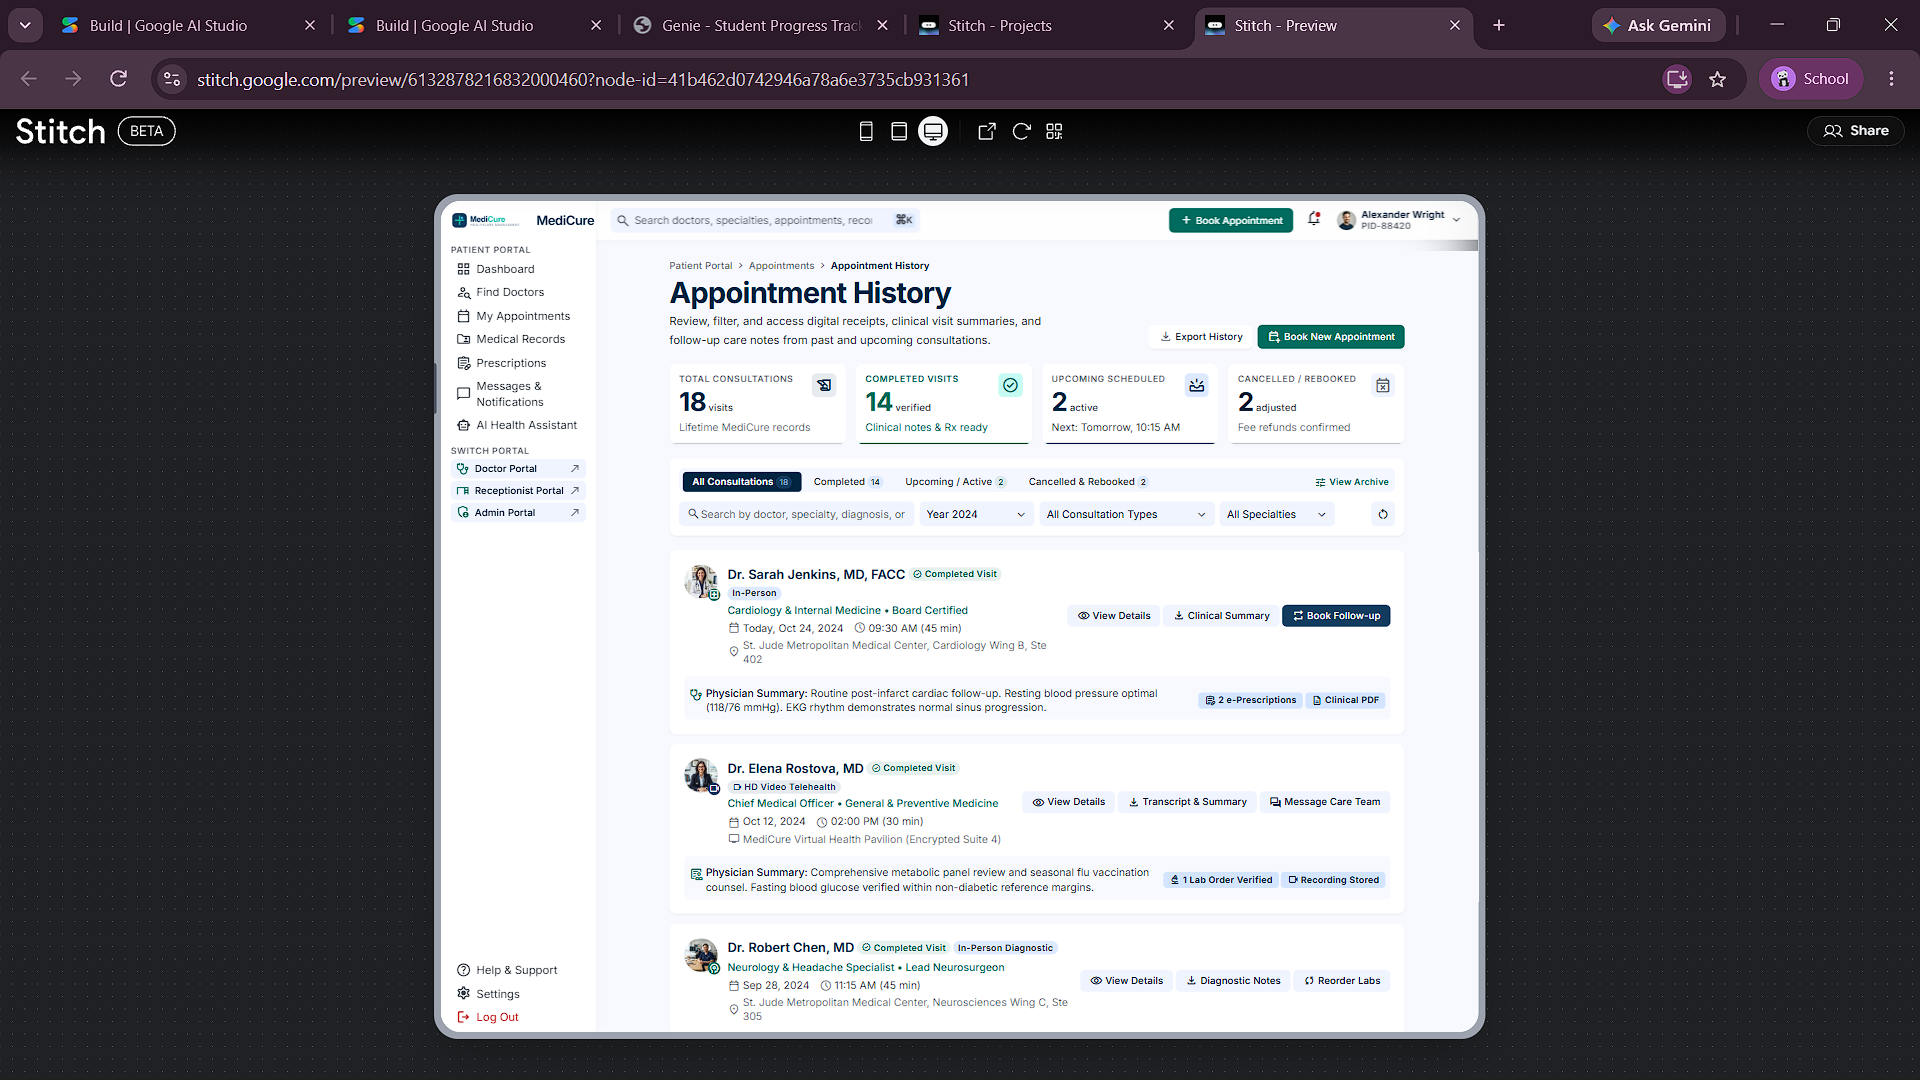 Build | Google AI Studio
Build | Google AI Studio
Genie - Student Progress Track
Stitch - Projects
Stitch - Preview
Ask Gemini
stitch.google.com/preview/6132878216832000460?node-id=41b462d0742946a78a6e3735cb931361
School
Stitch BETA
Share
MediCure
MediCure
Search doctors, specialties, appointments, reco
⌘K
+ Book Appointment
Alexander Wright
PID-88420
PATIENT PORTAL
Dashboard
Find Doctors
My Appointments
Medical Records
Prescriptions
Messages &
Notifications
AI Health Assistant
SWITCH PORTAL
Doctor Portal
Receptionist Portal
Admin Portal
Help & Support
Settings
Log Out
Patient Portal > Appointments > Appointment History
Appointment History
Review, filter, and access digital receipts, clinical visit summaries, and
follow-up care notes from past and upcoming consultations.
Export History
Book New Appointment
TOTAL CONSULTATIONS
18 visits
Lifetime MediCure records
COMPLETED VISITS
14 verified
Clinical notes & Rx ready
UPCOMING SCHEDULED
2 active
Next: Tomorrow, 10:15 AM
CANCELLED / REBOOKED
2 adjusted
Fee refunds confirmed
All Consultations 18
Completed 14
Upcoming / Active 2
Cancelled & Rebooked 2
View Archive
Search by doctor, specialty, diagnosis, or
Year 2024
All Consultation Types
All Specialties
Dr. Sarah Jenkins, MD, FACC Completed Visit
In-Person
Cardiology & Internal Medicine • Board Certified
Today, Oct 24, 2024 09:30 AM (45 min)
St. Jude Metropolitan Medical Center, Cardiology Wing B, Ste
402
View Details
Clinical Summary
Book Follow-up
Physician Summary: Routine post-infarct cardiac follow-up. Resting blood pressure optimal
(118/76 mmHg). EKG rhythm demonstrates normal sinus progression.
2 e-Prescriptions
Clinical PDF
Dr. Elena Rostova, MD Completed Visit
HD Video Telehealth
Chief Medical Officer • General & Preventive Medicine
Oct 12, 2024 02:00 PM (30 min)
MediCure Virtual Health Pavilion (Encrypted Suite 4)
View Details
Transcript & Summary
Message Care Team
Physician Summary: Comprehensive metabolic panel review and seasonal flu vaccination
counsel. Fasting blood glucose verified within non-diabetic reference margins.
1 Lab Order Verified
Recording Stored
Dr. Robert Chen, MD Completed Visit In-Person Diagnostic
Neurology & Headache Specialist • Lead Neurosurgeon
Sep 28, 2024 11:15 AM (45 min)
St. Jude Metropolitan Medical Center, Neurosciences Wing C, Ste
305
View Details
Diagnostic Notes
Reorder Labs